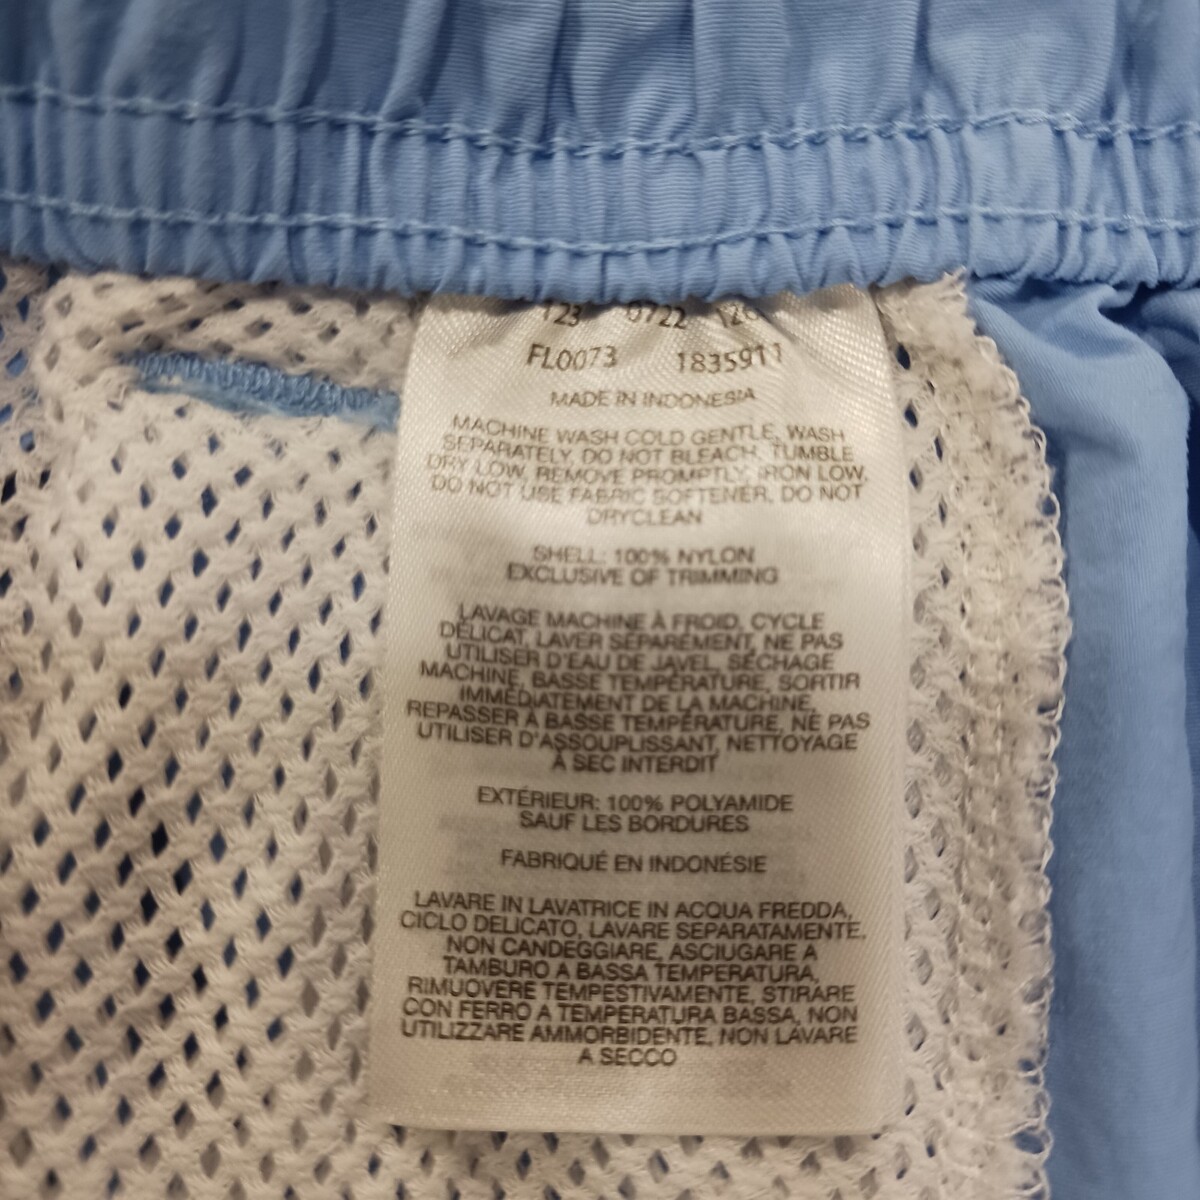 0722
FL0073 1835911
MADE IN INDONESIA
MACHINE WASH COLD GENTLE, WASH
SEPARATELY, DO NOT BLEACH, TUMBLE
DRY LOW, REMOVE PROMPTLY, IRON LOW,
DO NOT USE FABRIC SOFTENER, DO NOT
DRYCLEAN
SHELL: 100% NYLON
EXCLUSIVE OF TRIMMING
LAVAGE MACHINE À FROID, CYCLE
DÉLICAT, LAVER SÉPARÉMENT, NE PAS
UTILISER D'EAU DE JAVEL, SÉCHAGE
MACHINE, BASSE TEMPÉRATURE, SORTIR
IMMÉDIATEMENT DE LA MACHINE,
REPASSER À BASSE TEMPÉRATURE, NE PAS
UTILISER D'ASSOUPLISSANT, NETTOYAGE
À SEC INTERDIT
EXTÉRIEUR: 100% POLYAMIDE
SAUF LES BORDURES
FABRIQUÉ EN INDONÉSIE
LAVARE IN LAVATRICE IN ACQUA FREDDA,
CICLO DELICATO, LAVARE SEPARATAMENTE,
NON CANDEGGIARE, ASCIUGARE A
TAMBURO A BASSA TEMPERATURA,
RIMUOVERE TEMPESTIVAMENTE, STIRARE
CON FERRO A TEMPERATURA BASSA, NON
UTILIZZARE AMMORBIDENTE, NON LAVARE
A SECCO